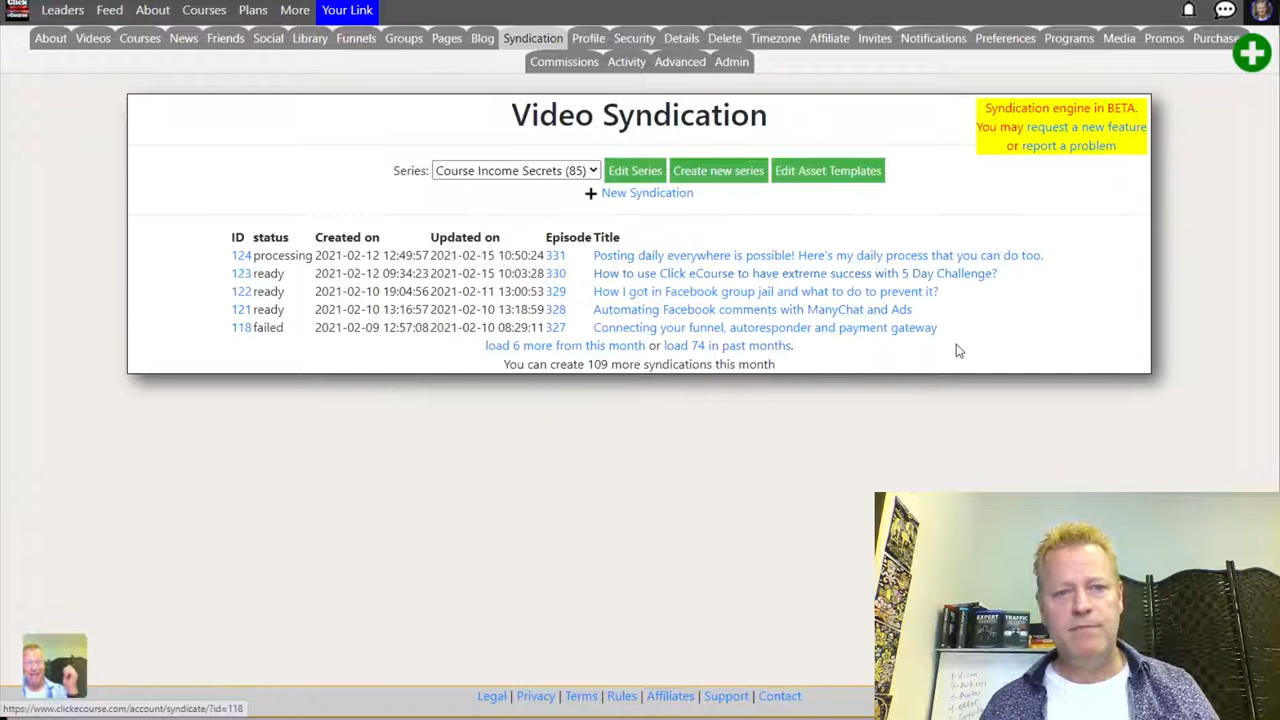 Click
eCourse
Leaders Feed About Courses Plans More Your Link
About Videos Courses News Friends Social Library Funnels Groups Pages Blog Syndication Profile Security Details Delete Timezone Affiliate Invites Notifications Preferences Programs Media Promos Purchase
Commissions Activity Advanced Admin
Video Syndication
Syndication engine in BETA.
You may request a new feature
or report a problem
Series: Course Income Secrets (85) Edit Series Create new series Edit Asset Templates
New Syndication
ID status Created on Updated on Episode Title
124 processing 2021-02-12 12:49:57 2021-02-15 10:50:24 331 Posting daily everywhere is possible! Here's my daily process that you can do too.
123 ready 2021-02-12 09:34:23 2021-02-15 10:03:28 330 How to use Click eCourse to have extreme success with 5 Day Challenge?
122 ready 2021-02-10 19:04:56 2021-02-11 13:00:53 329 How I got in Facebook group jail and what to do to prevent it?
121 ready 2021-02-10 13:16:57 2021-02-10 13:18:59 328 Automating Facebook comments with ManyChat and Ads
118 failed 2021-02-09 12:57:08 2021-02-10 08:29:11 327 Connecting your funnel, autoresponder and payment gateway
load 6 more from this month or load 74 in past months.
You can create 109 more syndications this month
EXPERT
TRAFFIC
Legal | Privacy | Terms | Rules | Affiliates | Support | Contact
https://www.clickecourse.com/account/syndicate/?id=118